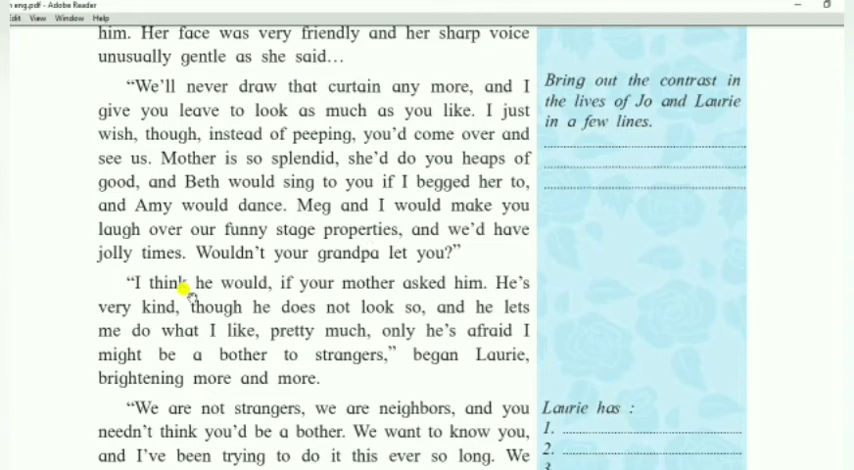 eng.pdf - Adobe Reader
Edit View Window Help
him. Her face was very friendly and her sharp voice
unusually gentle as she said...
“We’ll never draw that curtain any more, and I
give you leave to look as much as you like. I just
wish, though, instead of peeping, you’d come over and
see us. Mother is so splendid, she’d do you heaps of
good, and Beth would sing to you if I begged her to,
and Amy would dance. Meg and I would make you
laugh over our funny stage properties, and we’d have
jolly times. Wouldn’t your grandpa let you?”
“I think he would, if your mother asked him. He’s
very kind, though he does not look so, and he lets
me do what I like, pretty much, only he’s afraid I
might be a bother to strangers,” began Laurie,
brightening more and more.
“We are not strangers, we are neighbors, and you
needn’t think you’d be a bother. We want to know you,
and I’ve been trying to do it this ever so long. We
Bring out the contrast in
the lives of Jo and Laurie
in a few lines.
Laurie has :
1.
2.
3